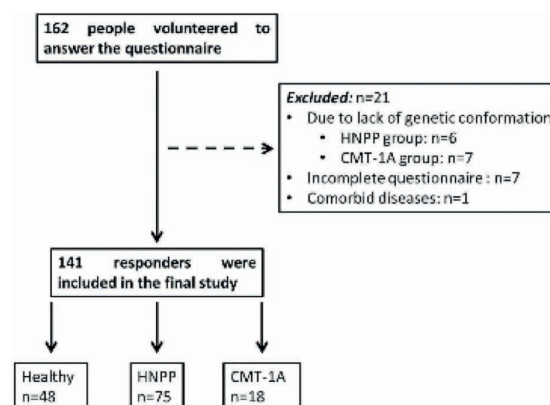 162 people volunteered to
answer the questionnaire
Excluded: n=21
• Due to lack of genetic conformation
• HNPP group: n=6
• CMT-1A group: n=7
• Incomplete questionnaire : n=7
• Comorbid diseases: n=1
141 responders were
included in the final study
Healthy
n=48
HNPP
n=75
CMT-1A
n=18